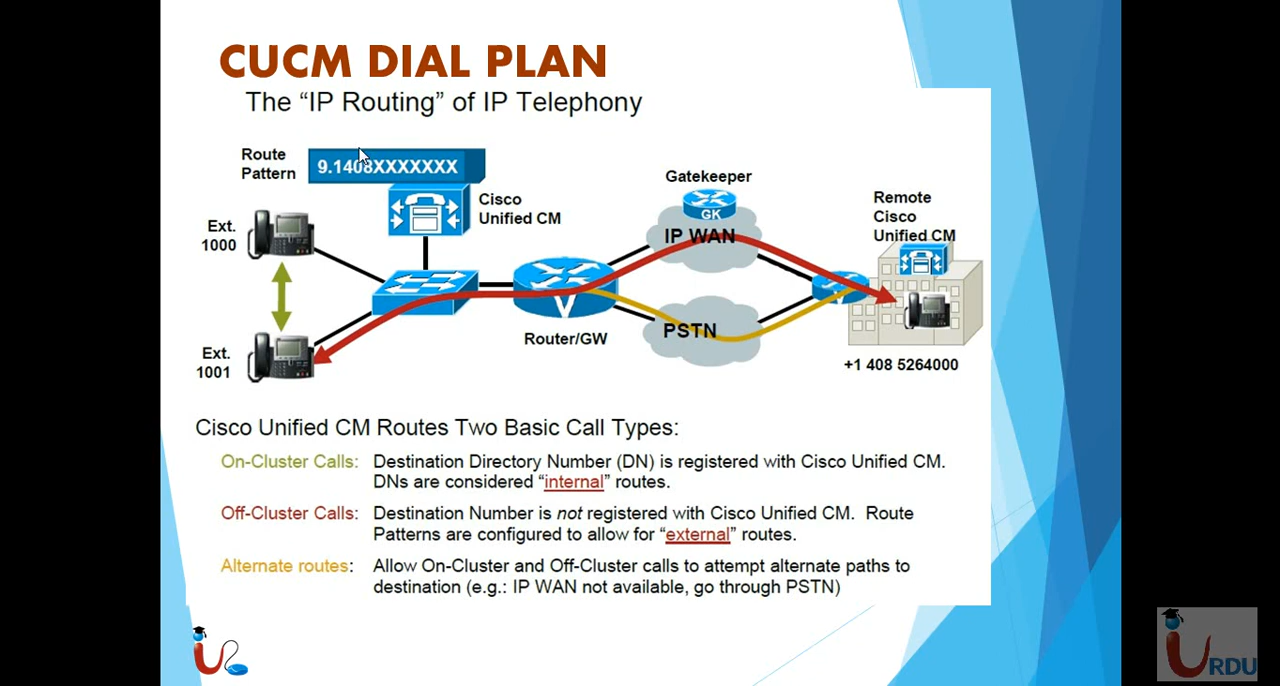 CUCM DIAL PLAN
The “IP Routing” of IP Telephony
Route
Pattern
9.1408XXXXXXX
Cisco
Unified CM
Gatekeeper
GK
IP WAN
Remote
Cisco
Unified CM
Ext.
1000
V
Router/GW
PSTN
Ext.
1001
+1 408 5264000
Cisco Unified CM Routes Two Basic Call Types:
On-Cluster Calls: Destination Directory Number (DN) is registered with Cisco Unified CM.
DNs are considered “internal” routes.
Off-Cluster Calls: Destination Number is not registered with Cisco Unified CM. Route
Patterns are configured to allow for “external” routes.
Alternate routes: Allow On-Cluster and Off-Cluster calls to attempt alternate paths to
destination (e.g.: IP WAN not available, go through PSTN)
URDU